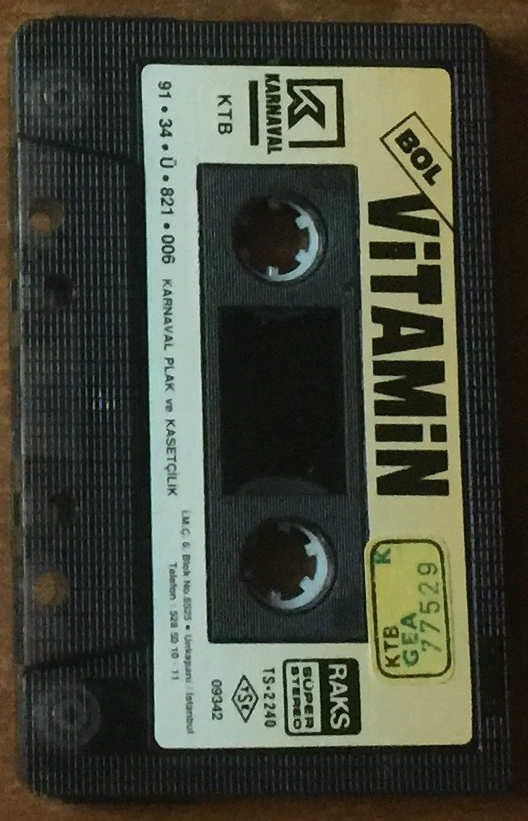 BOL
VİTAMİN
KARNAVAL
KTB
KTB K
GEA
77529
RAKS
SÜPER
STEREO
TS-2240
TSE
09342
91 • 34 • Ü • 821 • 006 KARNAVAL PLAK ve KASETÇİLİK
İ.M.Ç. 6. Blok No.6525 • Unkapanı / İstanbul
Telefon : 528 50 10 - 11